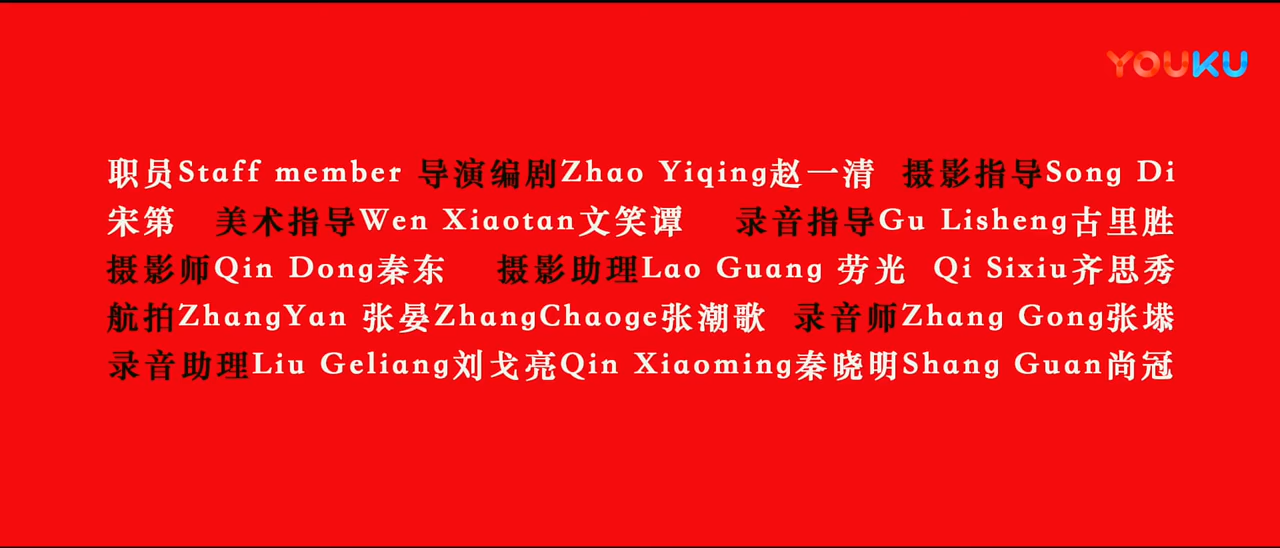 YOUKU
职员Staff member 导演编剧Zhao Yiqing赵一清 摄影指导Song Di
宋第 美术指导Wen Xiaotan文笑谭 录音指导Gu Lisheng古里胜
摄影师Qin Dong秦东 摄影助理Lao Guang 劳光 Qi Sixiu齐思秀
航拍ZhangYan 张晏ZhangChaoge张潮歌 录音师Zhang Gong张塨
录音助理Liu Geliang刘戈亮Qin Xiaoming秦晓明Shang Guan尚冠